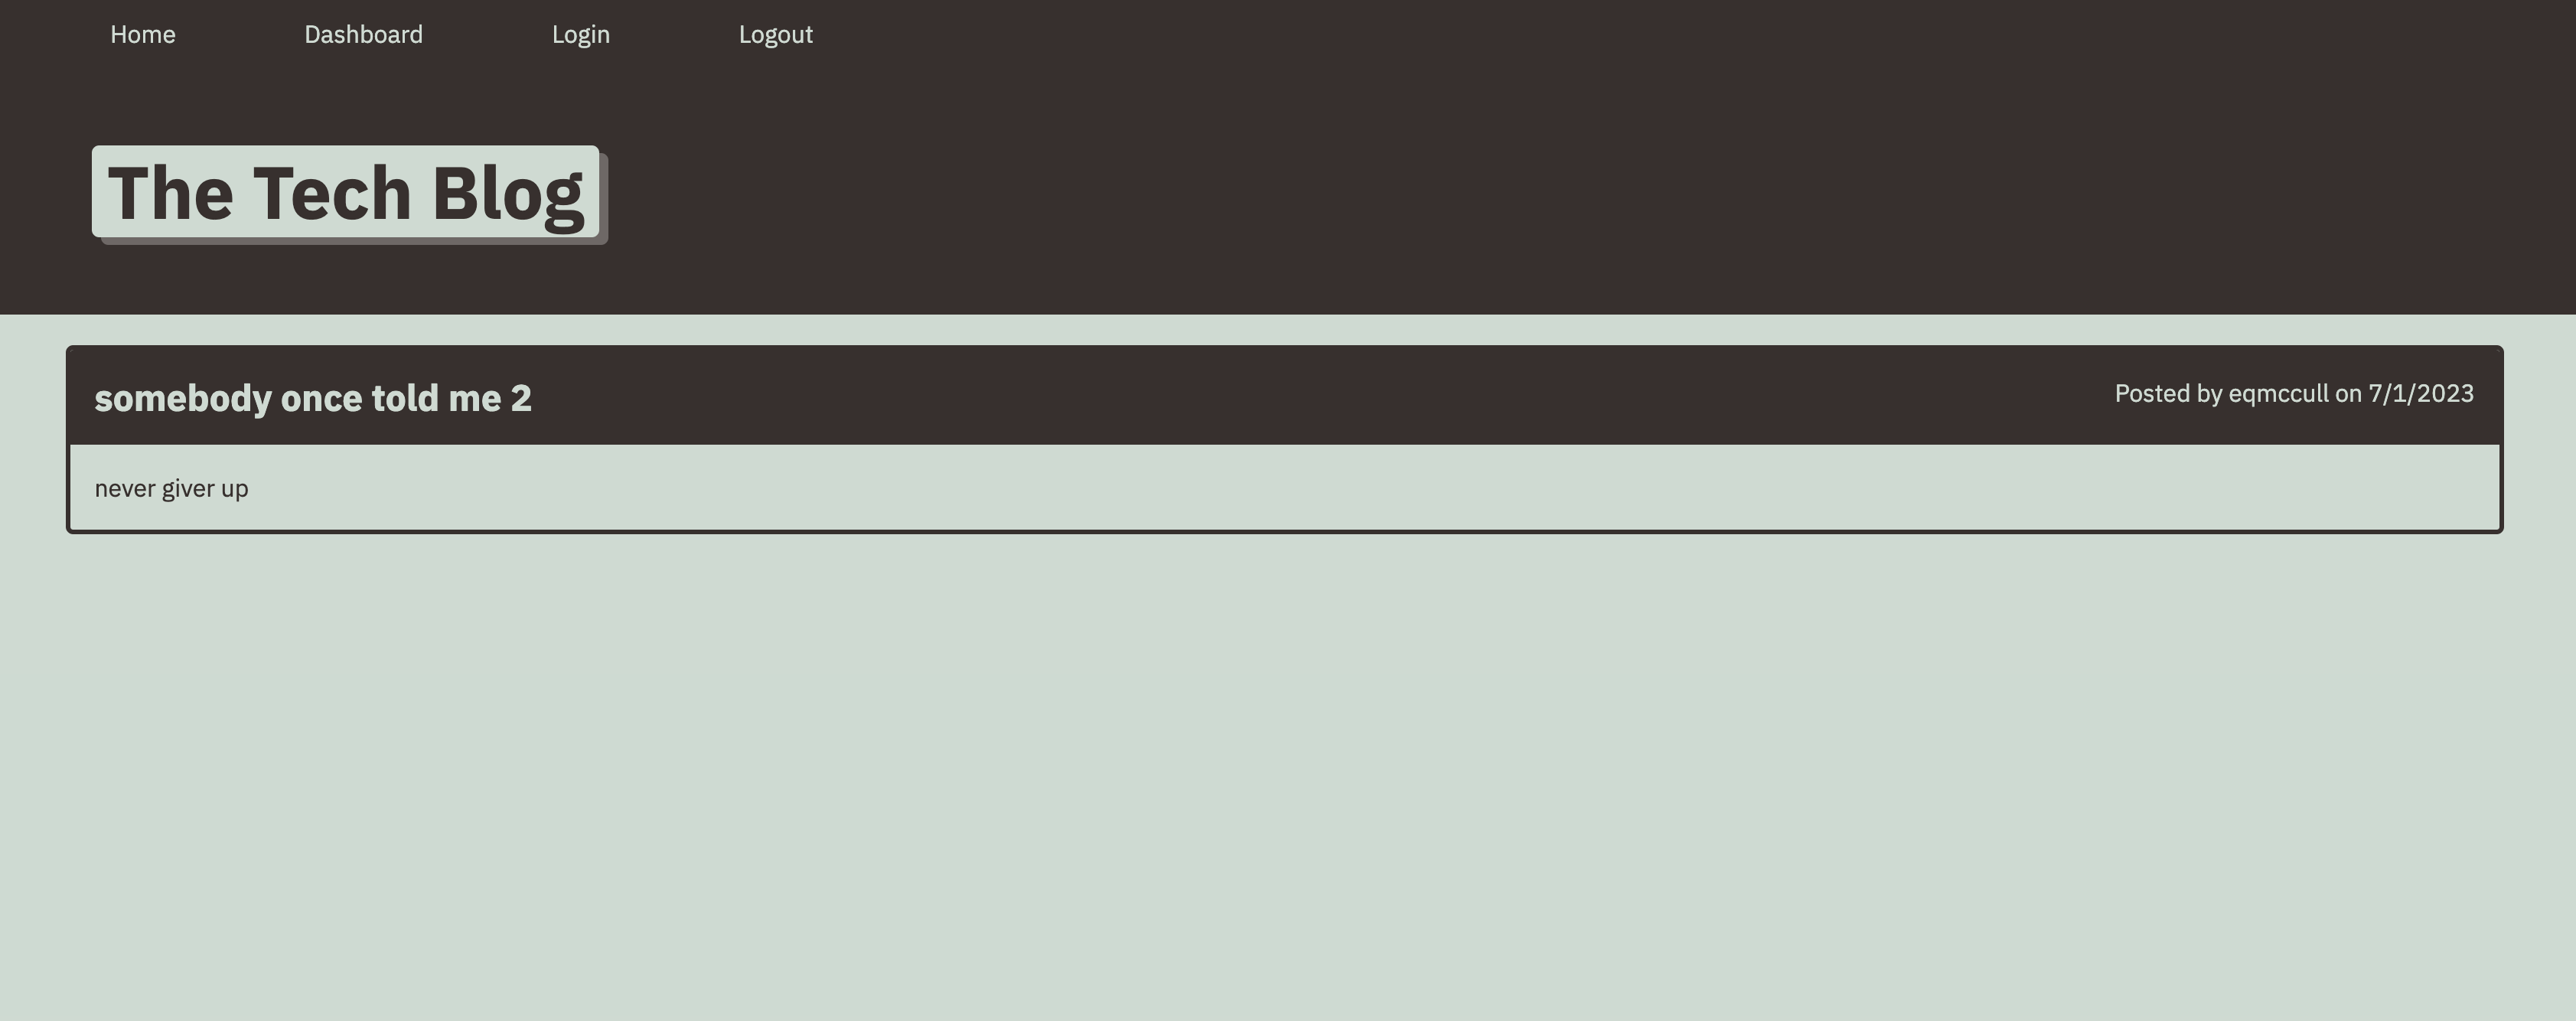 Home Dashboard Login Logout
The Tech Blog
somebody once told me 2 Posted by eqmccull on 7/1/2023
never giver up